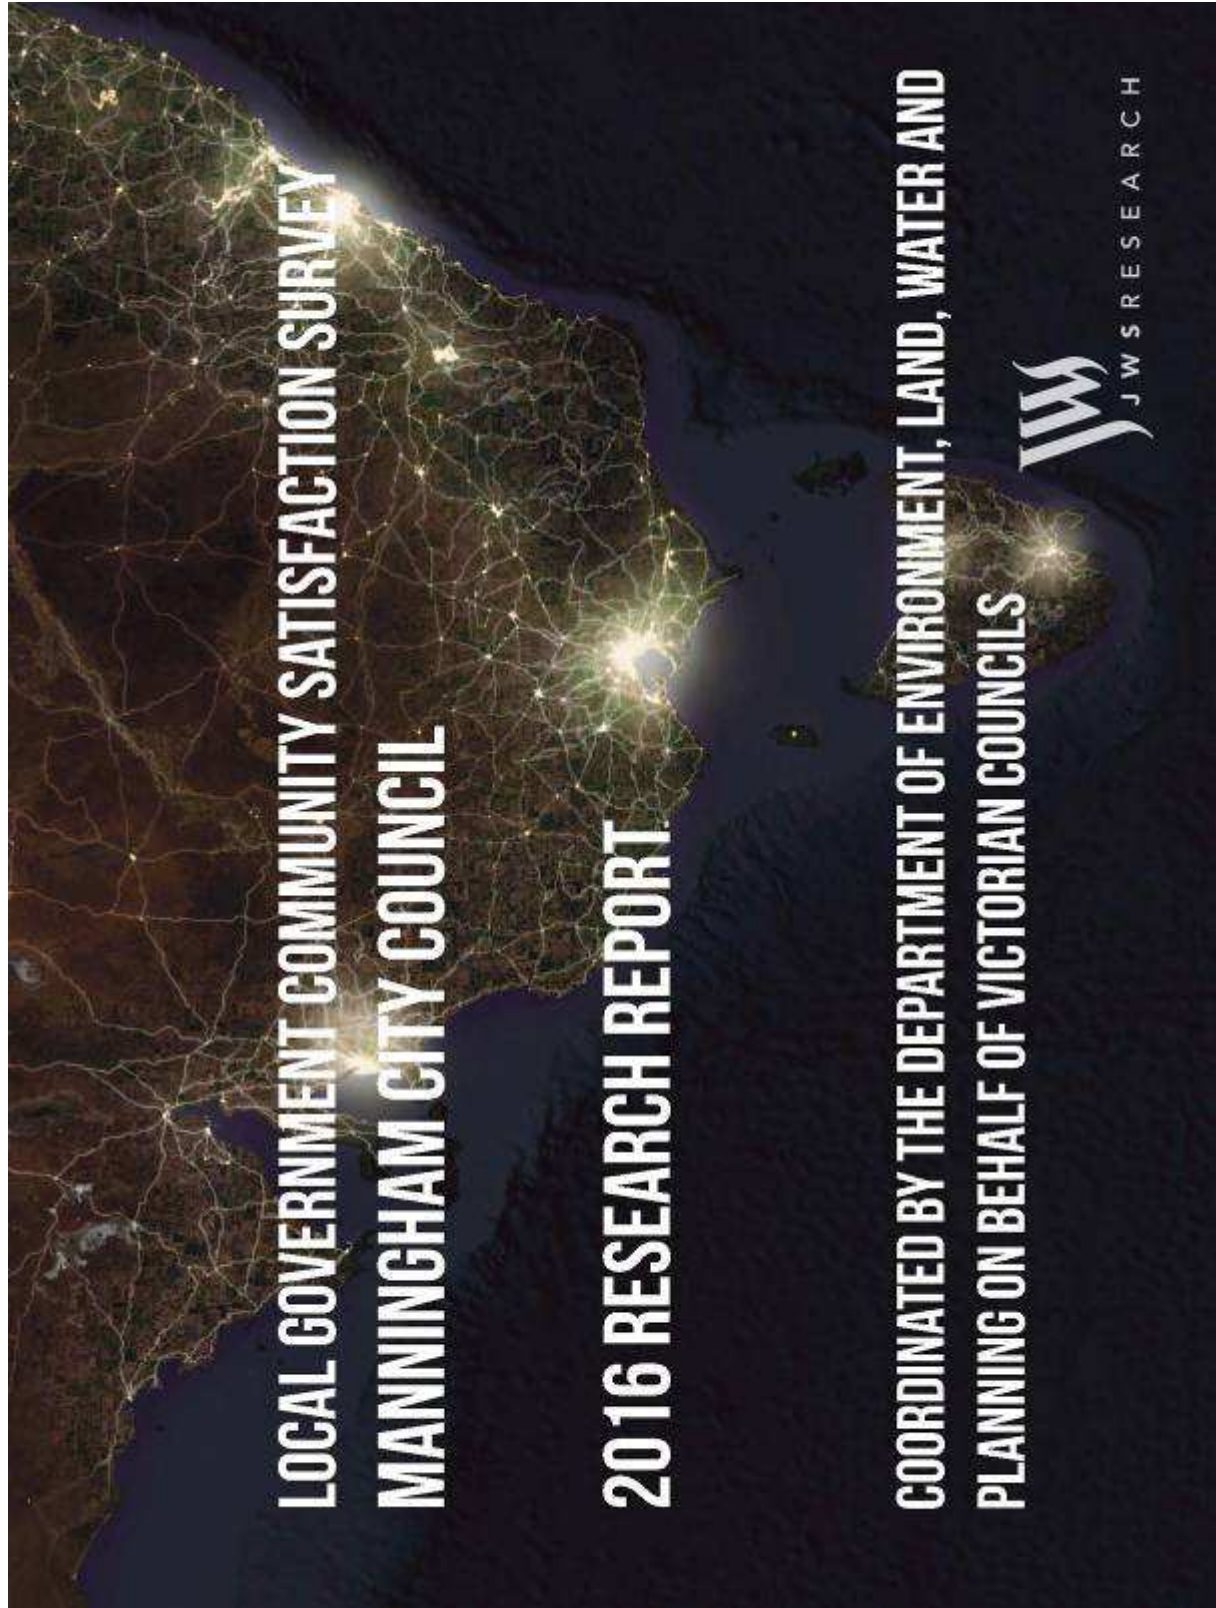 LOCAL GOVERNMENT COMMUNITY SATISFACTION SURVEY
MANNINGHAM CITY COUNCIL
2016 RESEARCH REPORT
COORDINATED BY THE DEPARTMENT OF ENVIRONMENT, LAND, WATER AND
PLANNING ON BEHALF OF VICTORIAN COUNCILS
JWSRESEARCH